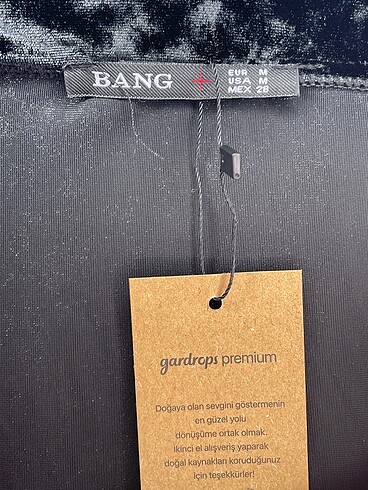 BANG +
EUR M
USA M
MEX 28
gardrops premium
Doğaya olan sevgini göstermenin
en güzel yolu
dönüşüme ortak olmak.
İkinci el alışveriş yaparak
doğal kaynakları koruduğunuz
için teşekkürler!